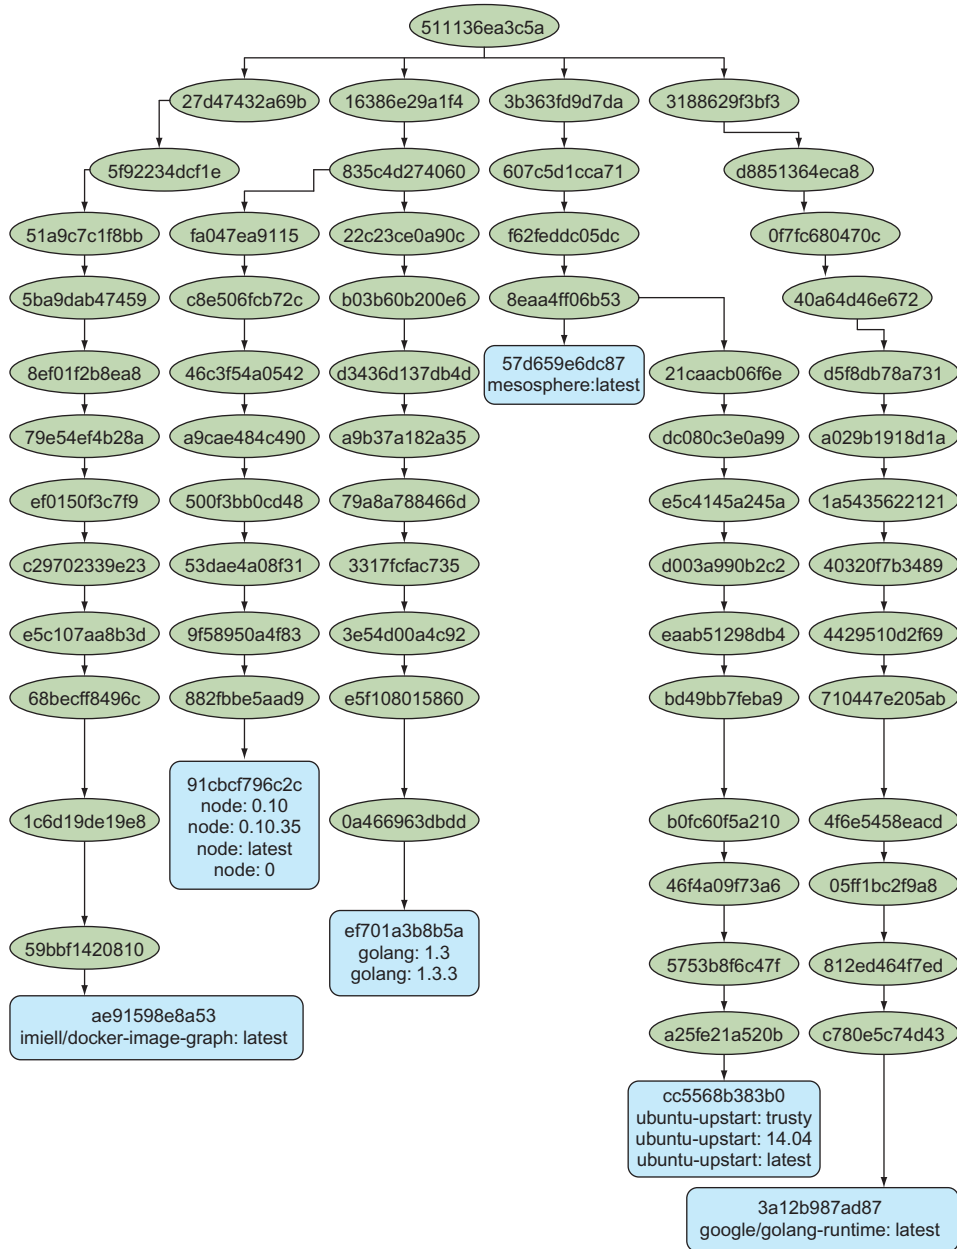 511136ea3c5a
27d47432a69b
16386e29a1f4
3b363fd9d7da
3188629f3bf3
5f92234dcf1e
835c4d274060
607c5d1cca71
d8851364eca8
51a9c7c1f8bb
fa047ea9115
22c23ce0a90c
f62feddc05dc
0f7fc680470c
5ba9dab47459
c8e506fcb72c
b03b60b200e6
8eaa4ff06b53
40a64d46e672
8ef01f2b8ea8
46c3f54a0542
d3436d137db4d
57d659e6dc87
mesosphere:latest
21caacb06f6e
d5f8db78a731
79e54ef4b28a
a9cae484c490
a9b37a182a35
dc080c3e0a99
a029b1918d1a
ef0150f3c7f9
500f3bb0cd48
79a8a788466d
e5c4145a245a
1a5435622121
c29702339e23
53dae4a08f31
3317fcfac735
d003a990b2c2
40320f7b3489
e5c107aa8b3d
9f58950a4f83
3e54d00a4c92
eaab51298db4
4429510d2f69
68becff8496c
882fbbe5aad9
e5f108015860
bd49bb7feba9
710447e205ab
91cbcf796c2c
node: 0.10
node: 0.10.35
node: latest
node: 0
1c6d19de19e8
0a466963dbdd
b0fc60f5a210
4f6e5458eacd
46f4a09f73a6
05ff1bc2f9a8
59bbf1420810
ef701a3b8b5a
golang: 1.3
golang: 1.3.3
5753b8f6c47f
812ed464f7ed
ae91598e8a53
imiell/docker-image-graph: latest
a25fe21a520b
c780e5c74d43
cc5568b383b0
ubuntu-upstart: trusty
ubuntu-upstart: 14.04
ubuntu-upstart: latest
3a12b987ad87
google/golang-runtime: latest